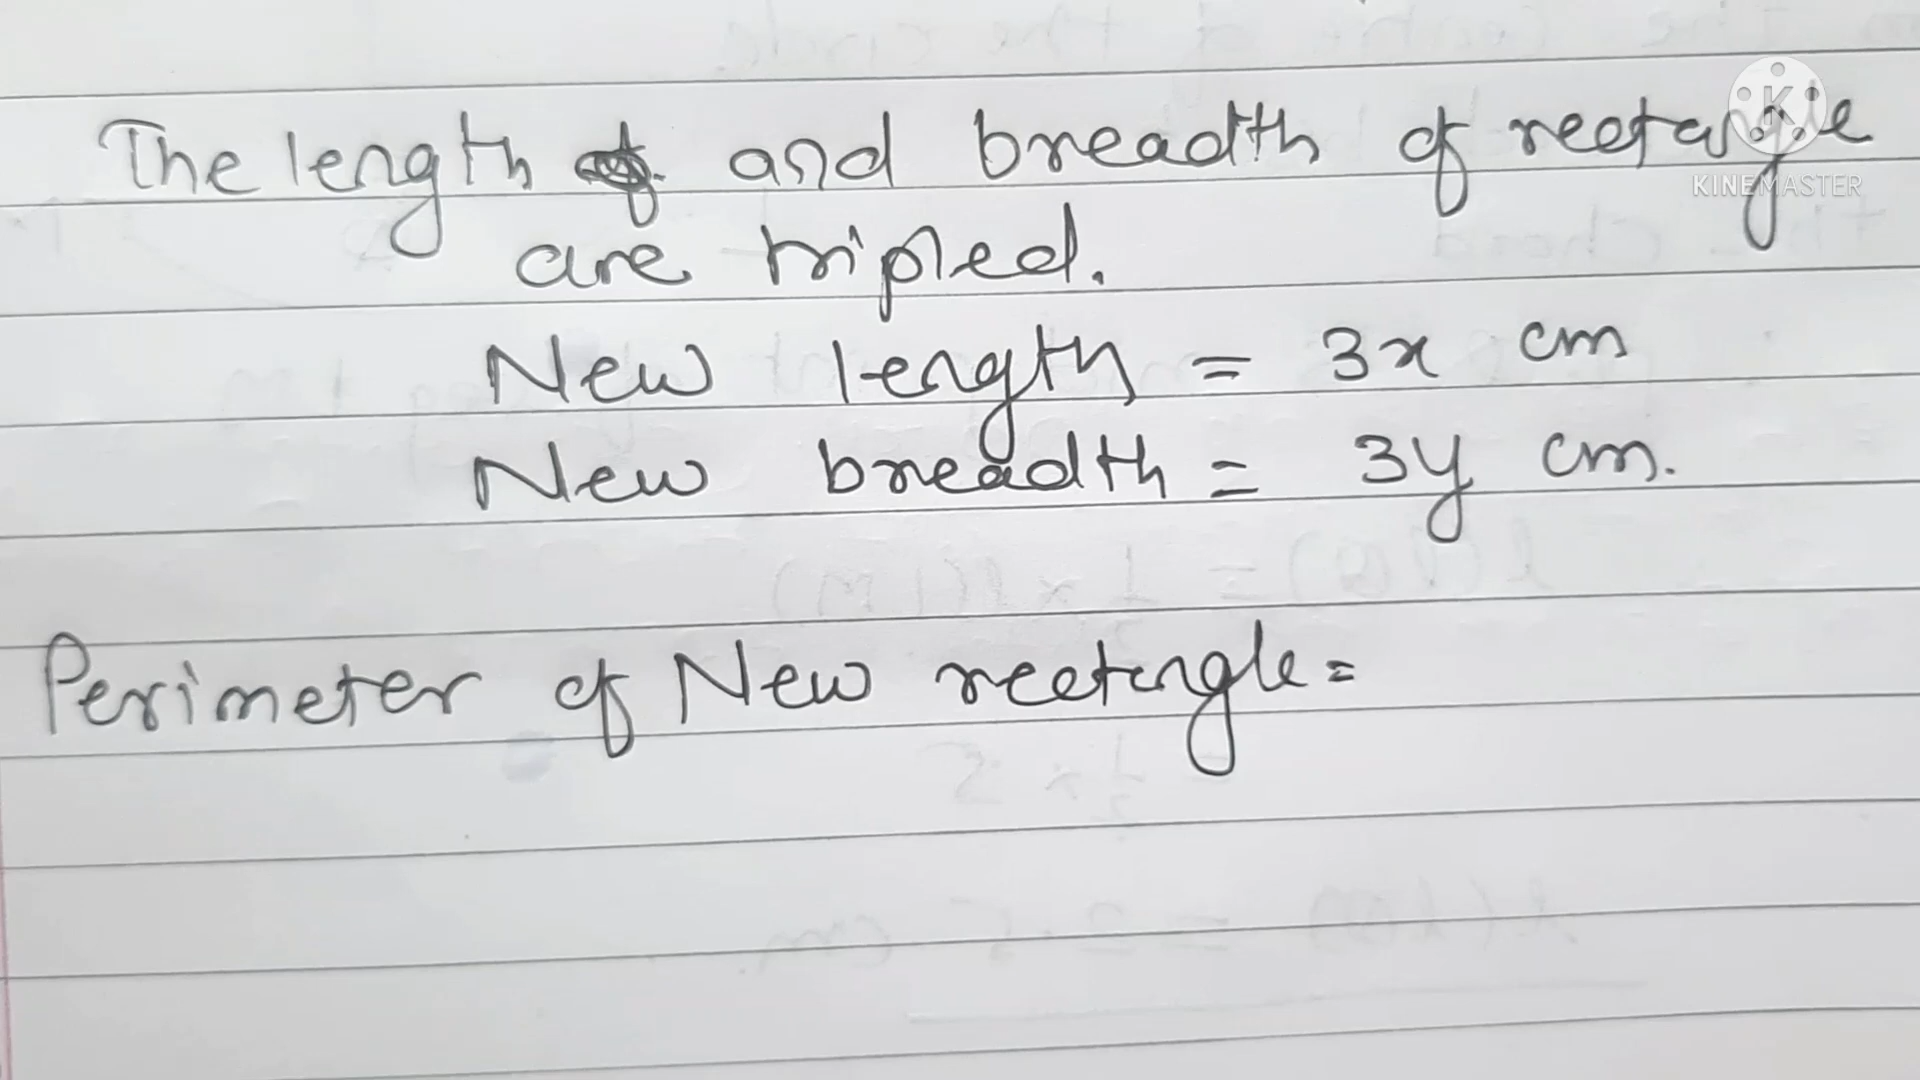 The length and breadth of rectangle
KINEMASTER
are tripled.
New length = 3x cm
New breadth = 3y cm.
Perimeter of New rectangle =